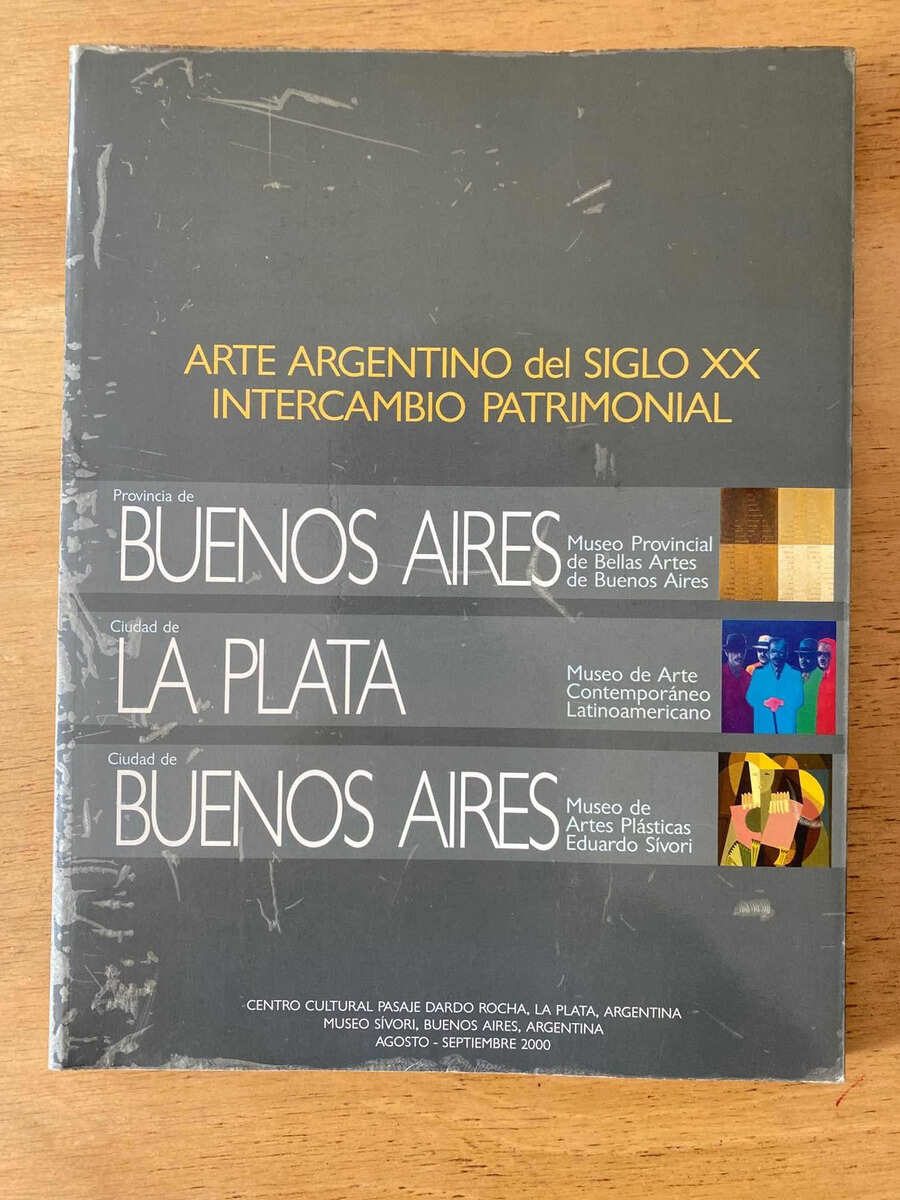 ARTE ARGENTINO del SIGLO XX
INTERCAMBIO PATRIMONIAL
Provincia de
BUENOS AIRES
Museo Provincial
de Bellas Artes
de Buenos Aires
Ciudad de
LA PLATA
Museo de Arte
Contemporáneo
Latinoamericano
Ciudad de
BUENOS AIRES
Museo de
Artes Plásticas
Eduardo Sívori
CENTRO CULTURAL PASAJE DARDO ROCHA, LA PLATA, ARGENTINA
MUSEO SÍVORI, BUENOS AIRES, ARGENTINA
AGOSTO - SEPTIEMBRE 2000